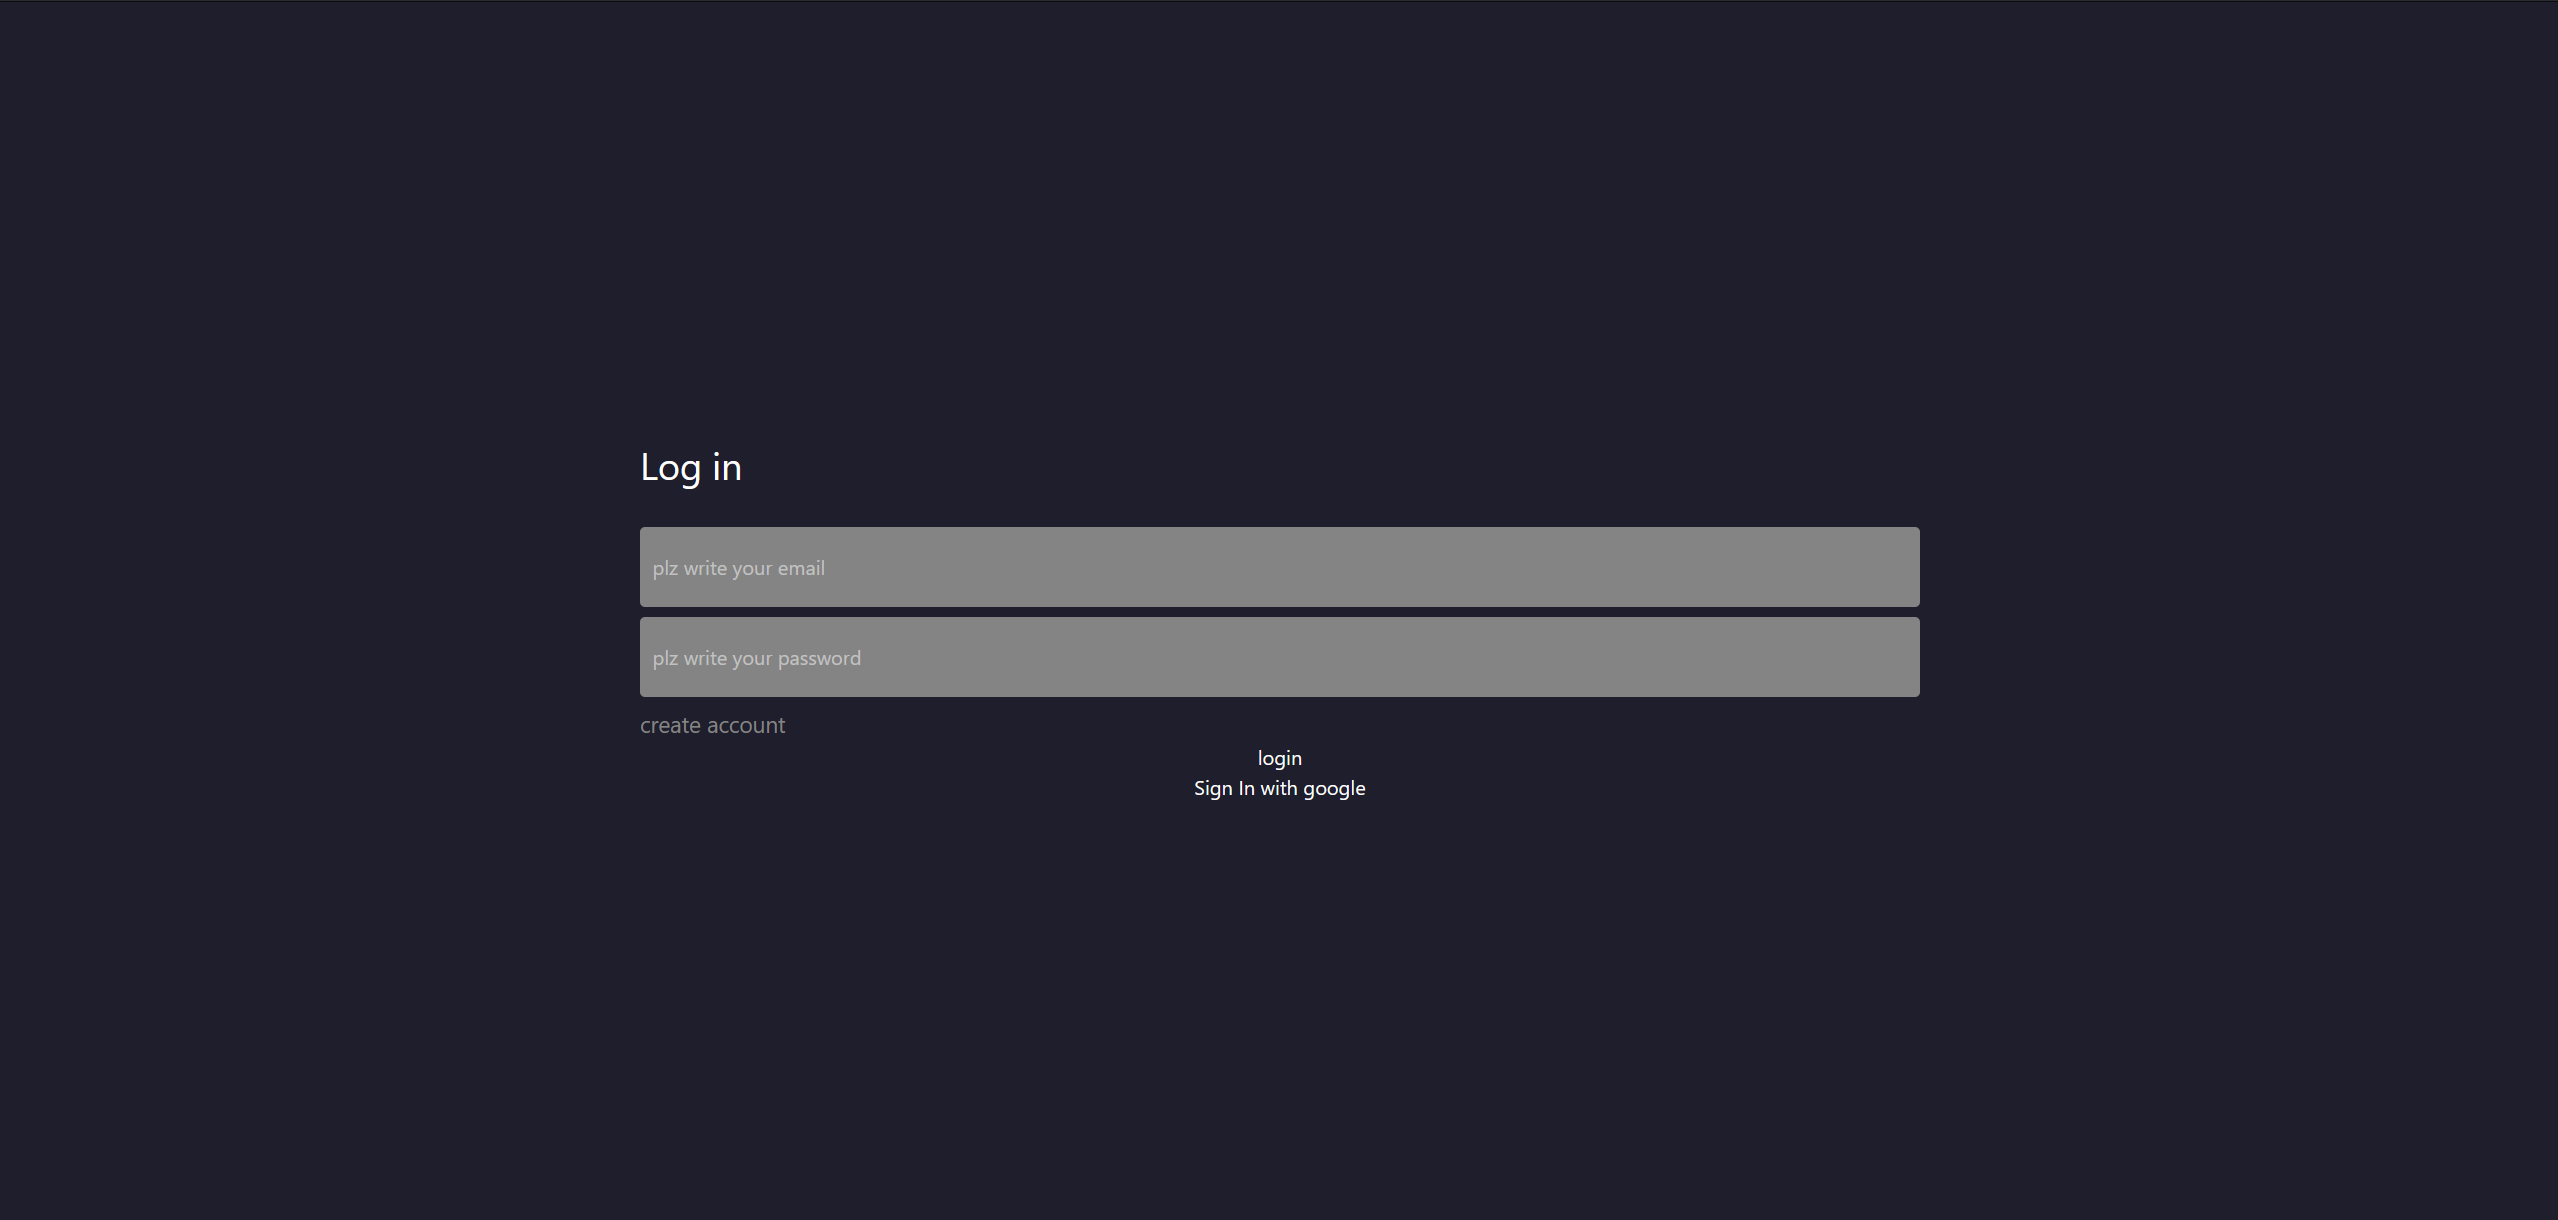 Log in
plz write your email
plz write your password
create account
login
Sign In with google